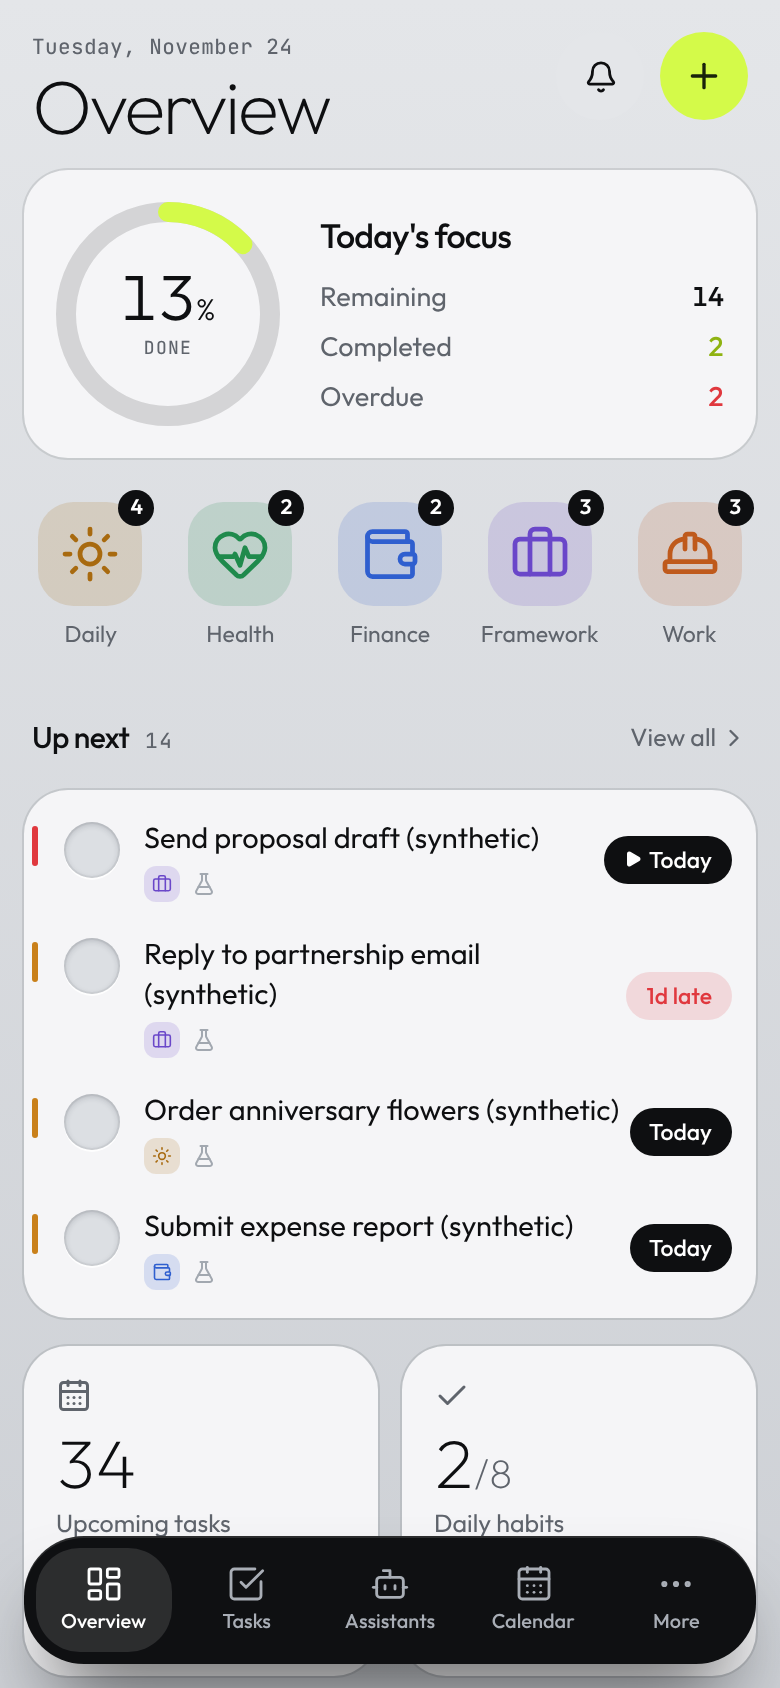 Tuesday, November 24
Overview
13%
DONE
Today's focus
Remaining 14
Completed 2
Overdue 2
4 2 2 3 3
Daily Health Finance Framework Work
Up next 14 View all
Send proposal draft (synthetic)
Today
Reply to partnership email
(synthetic)
1d late
Order anniversary flowers (synthetic)
Today
Submit expense report (synthetic)
Today
34
Upcoming tasks
2/8
Daily habits
Overview Tasks Assistants Calendar More